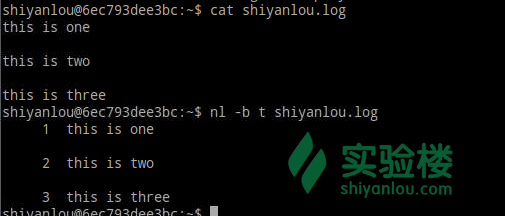 shiyanlou@6ec793dee3bc:~$ cat shiyanlou.log
this is one
this is two
this is three
shiyanlou@6ec793dee3bc:~$ nl -b t shiyanlou.log
1 this is one
2 this is two
3 this is three
shiyanlou@6ec793dee3bc:~$
实验楼
shiyanlou.com